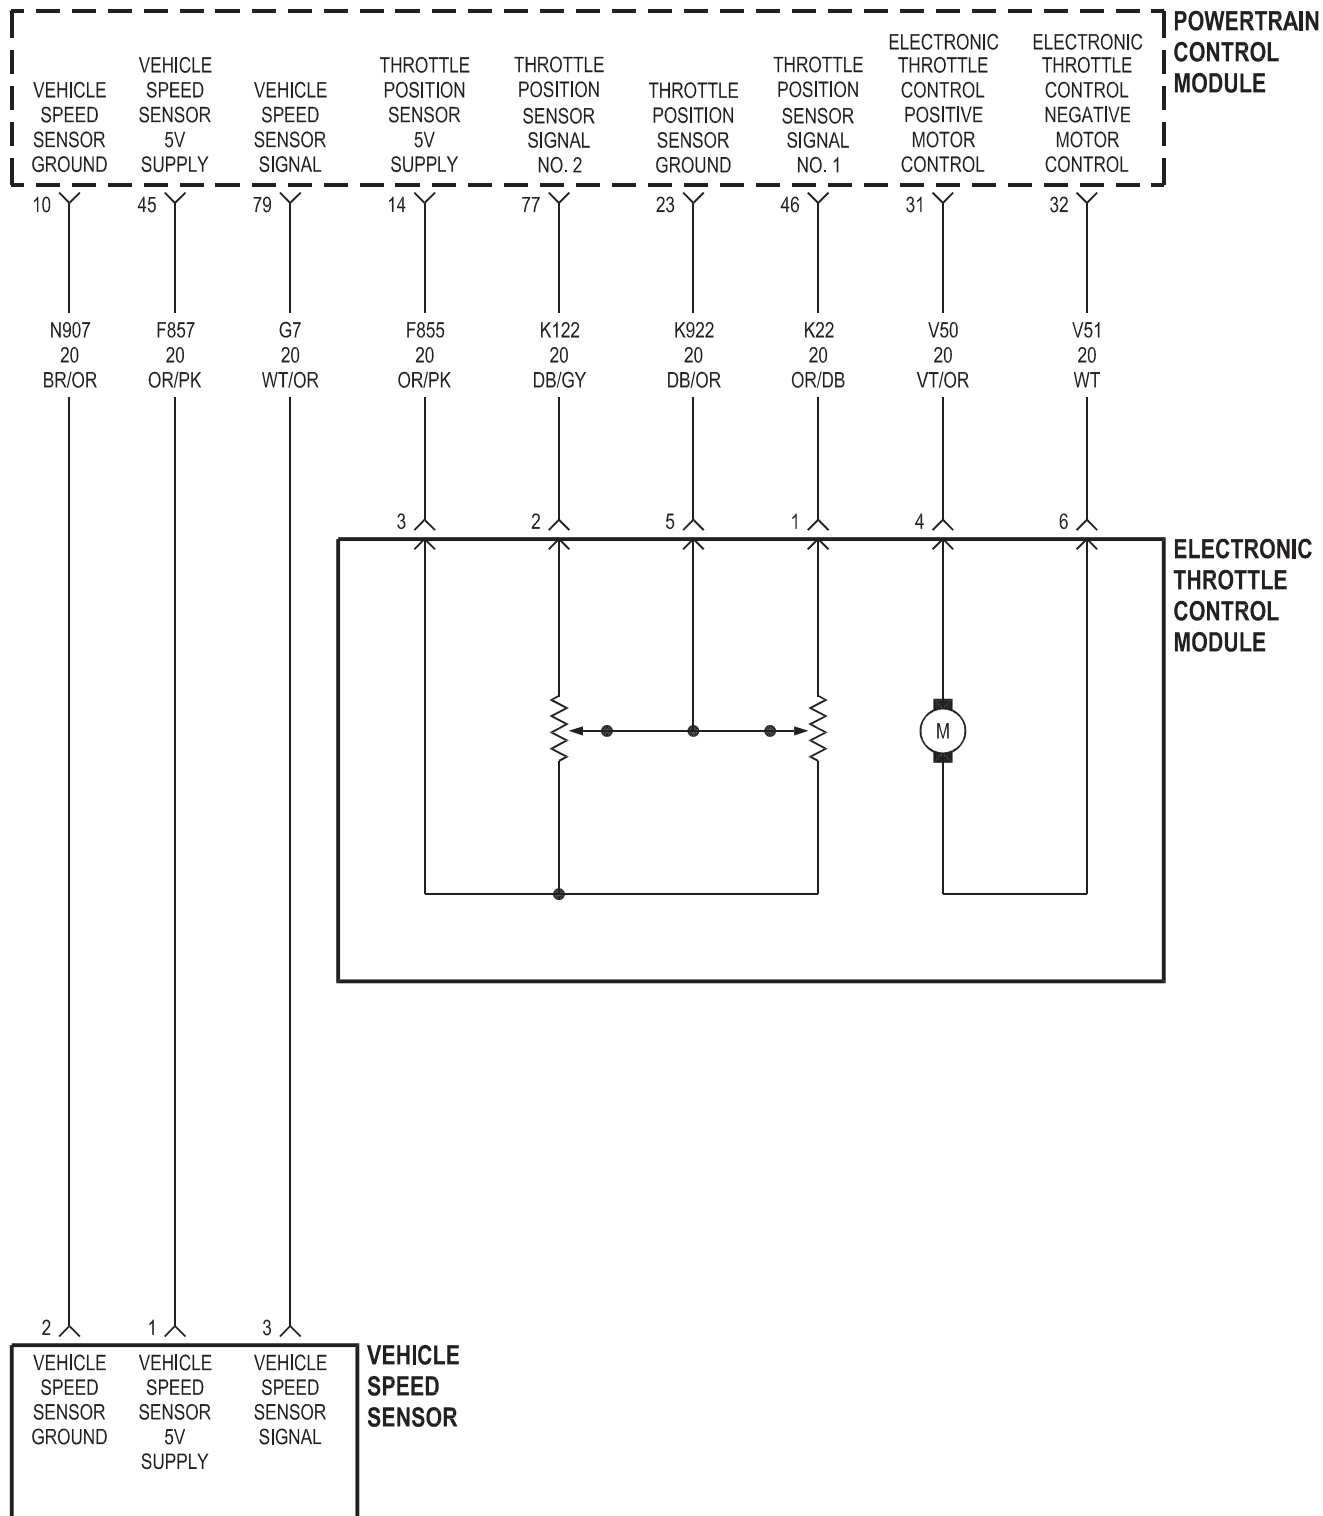 POWERTRAIN
CONTROL
MODULE
VEHICLE
SPEED
SENSOR
GROUND
VEHICLE
SPEED
SENSOR
5V
SUPPLY
VEHICLE
SPEED
SENSOR
SIGNAL
THROTTLE
POSITION
SENSOR
5V
SUPPLY
THROTTLE
POSITION
SENSOR
SIGNAL
NO. 2
THROTTLE
POSITION
SENSOR
GROUND
THROTTLE
POSITION
SENSOR
SIGNAL
NO. 1
ELECTRONIC
THROTTLE
CONTROL
POSITIVE
MOTOR
CONTROL
ELECTRONIC
THROTTLE
CONTROL
NEGATIVE
MOTOR
CONTROL
10
45
79
14
77
23
46
31
32
N907
20
BR/OR
F857
20
OR/PK
G7
20
WT/OR
F855
20
OR/PK
K122
20
DB/GY
K922
20
DB/OR
K22
20
OR/DB
V50
20
VT/OR
V51
20
WT
3
2
5
1
4
6
ELECTRONIC
THROTTLE
CONTROL
MODULE
M
2
1
3
VEHICLE
SPEED
SENSOR
GROUND
VEHICLE
SPEED
SENSOR
5V
SUPPLY
VEHICLE
SPEED
SENSOR
SIGNAL
VEHICLE
SPEED
SENSOR